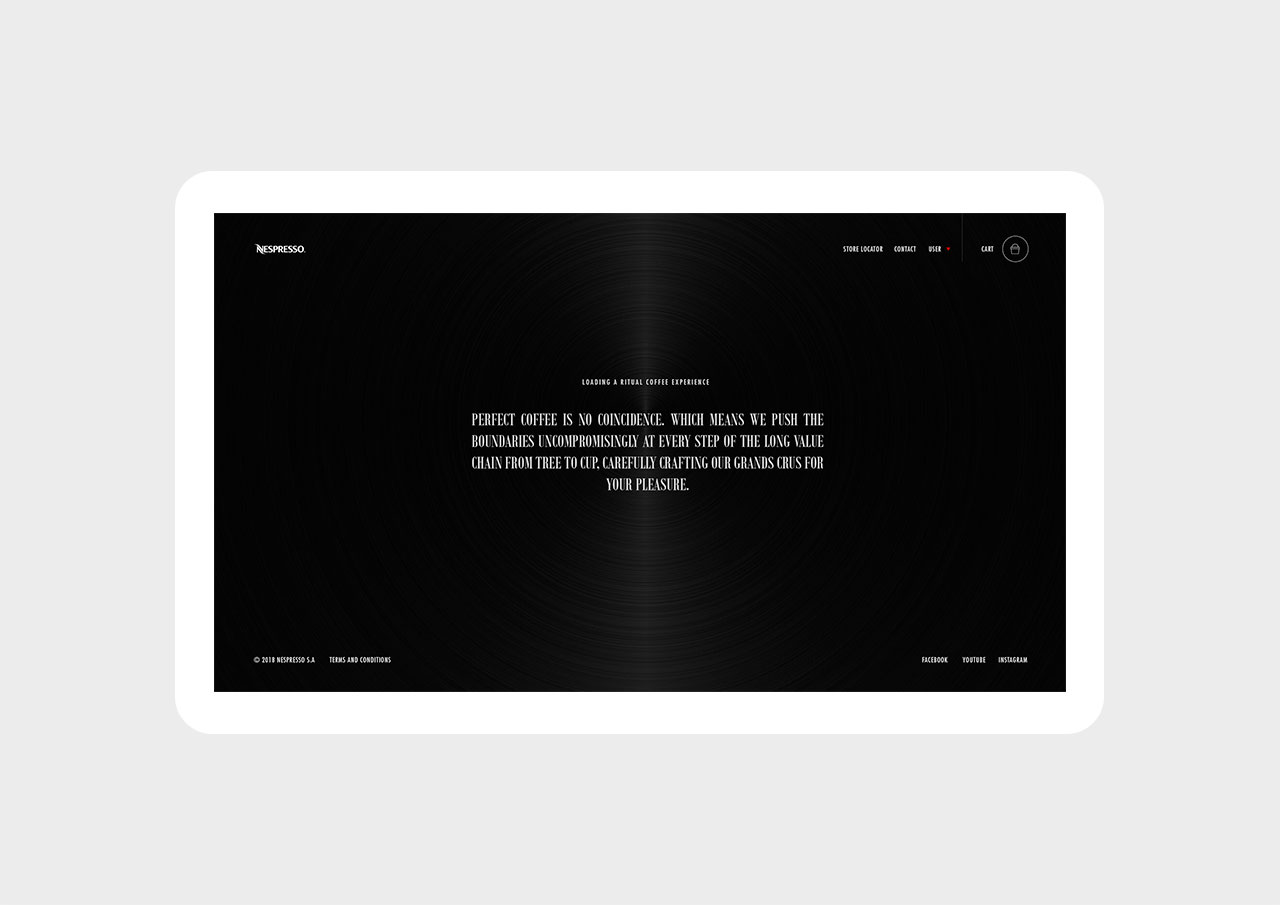 NESPRESSO.
STORE LOCATOR CONTACT USER CART
LOADING A RITUAL COFFEE EXPERIENCE
PERFECT COFFEE IS NO COINCIDENCE. WHICH MEANS WE PUSH THE
BOUNDARIES UNCOMPROMISINGLY AT EVERY STEP OF THE LONG VALUE
CHAIN FROM TREE TO CUP, CAREFULLY CRAFTING OUR GRANDS CRUS FOR
YOUR PLEASURE.
© 2018 NESPRESSO S.A TERMS AND CONDITIONS FACEBOOK YOUTUBE INSTAGRAM